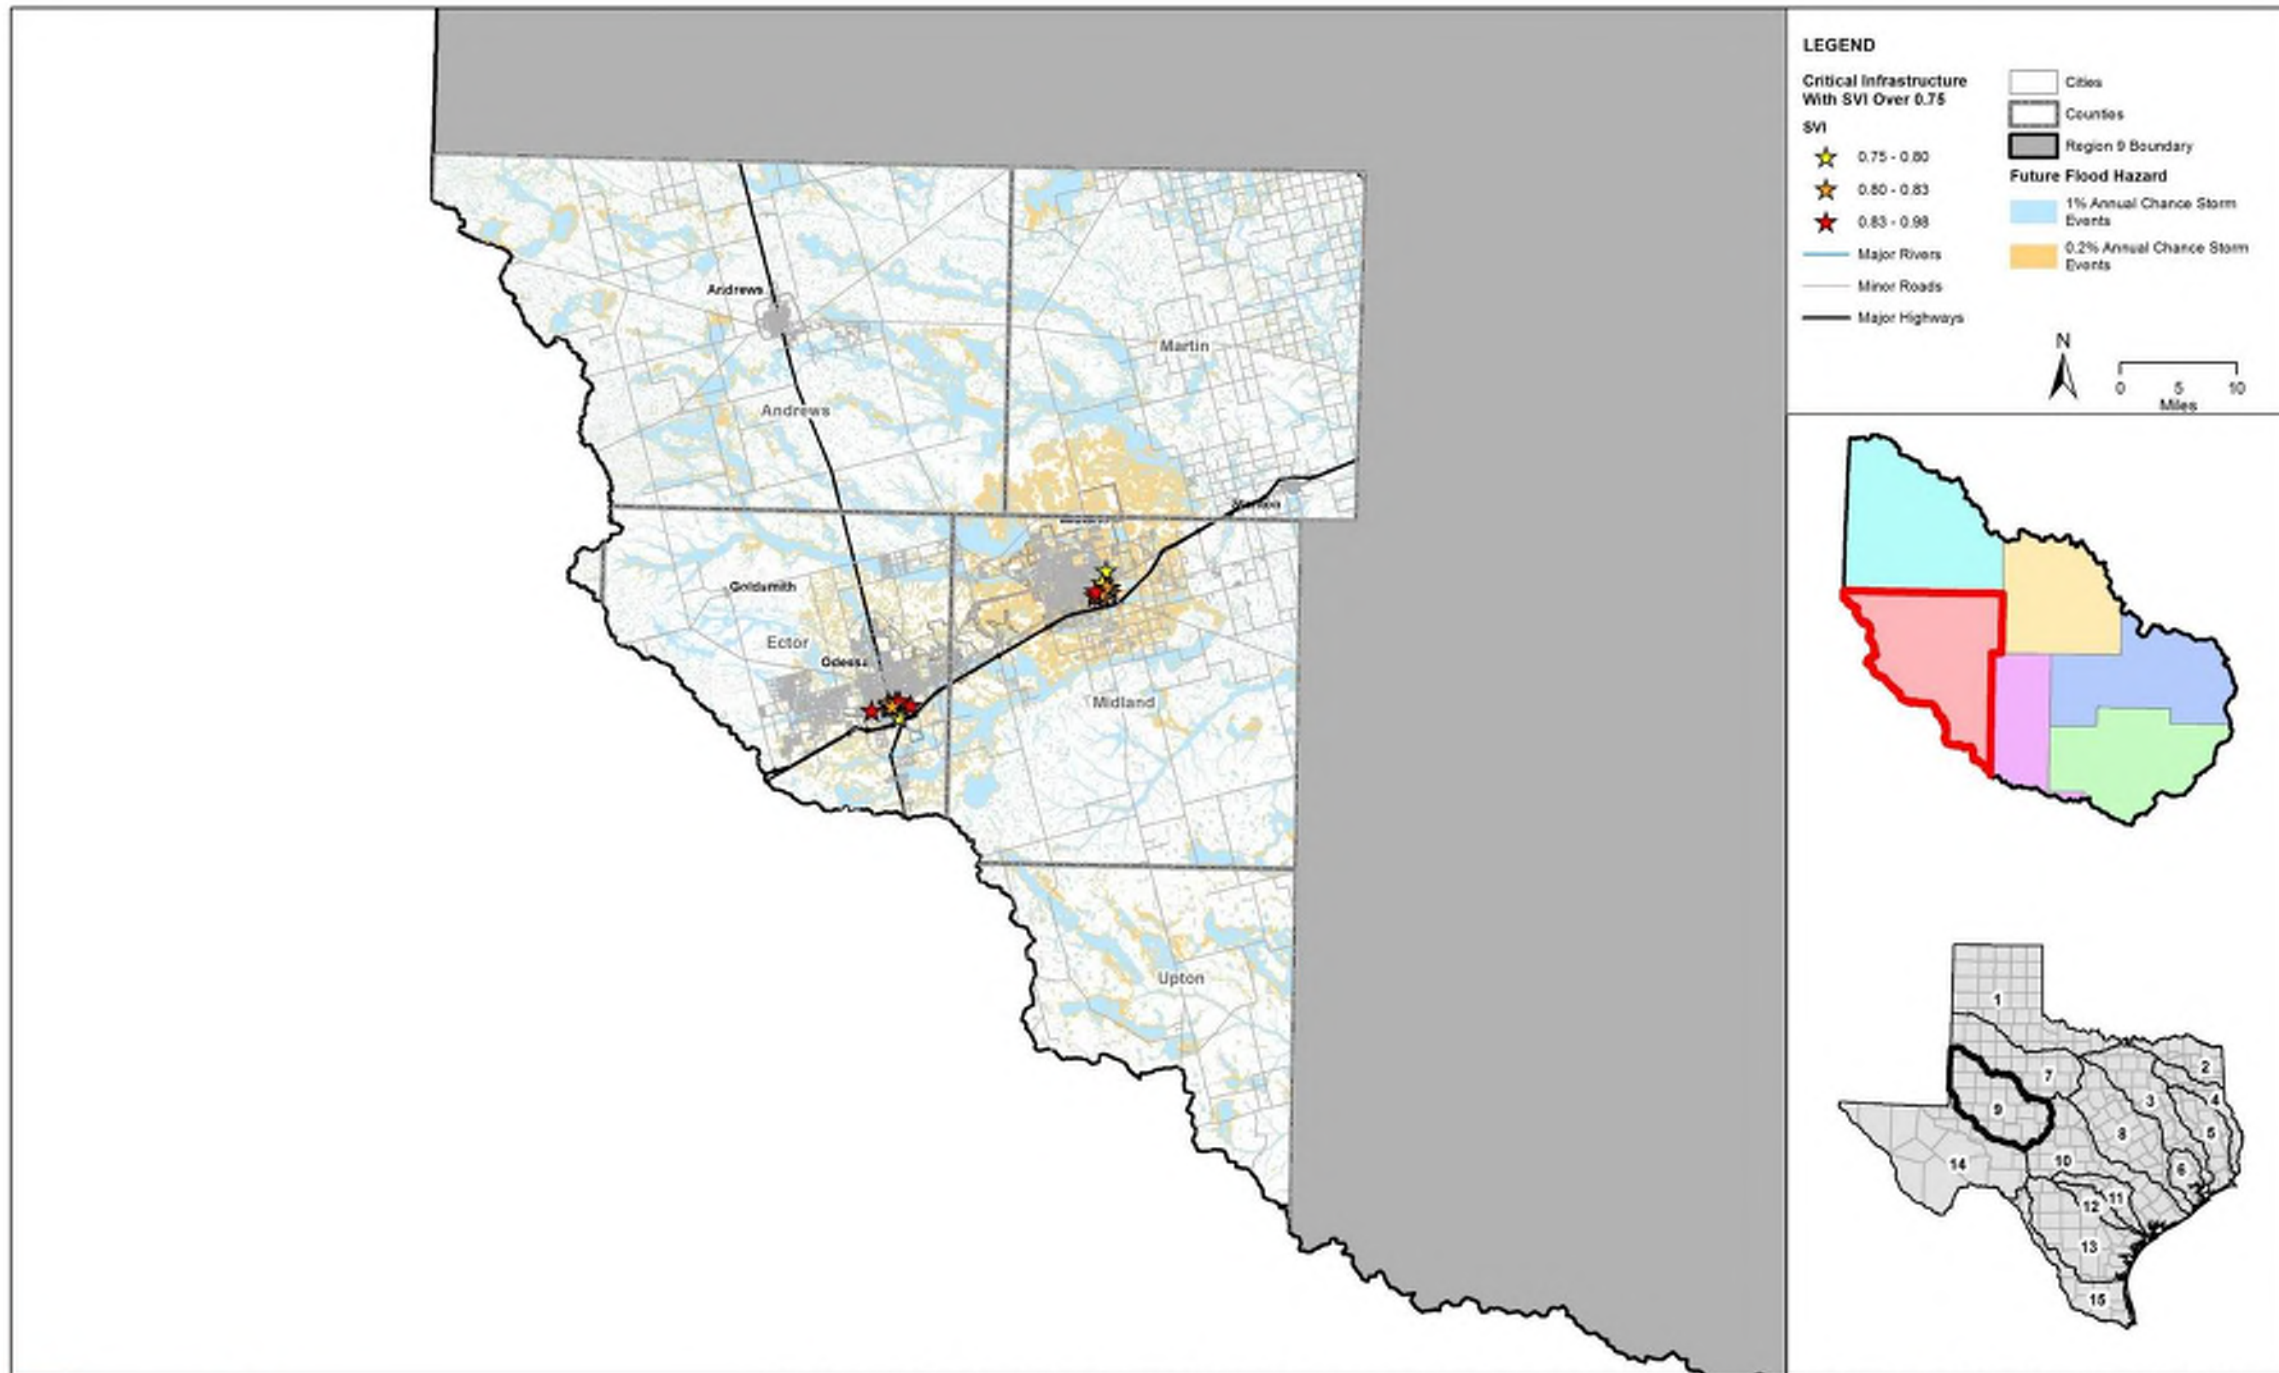 Andrews
Martin
Andrews
Goldsmith
Ector
Odessa
Midland
Upton
LEGEND
Critical Infrastructure
With SVI Over 0.75
SVI
0.75 - 0.80
0.80 - 0.83
0.83 - 0.98
Major Rivers
Minor Roads
Major Highways
Cities
Counties
Region 9 Boundary
Future Flood Hazard
1% Annual Chance Storm
Events
0.2% Annual Chance Storm
Events
N
0 5 10
Miles
1
2
7
3
4
9
8
5
14
10
6
12
11
13
15